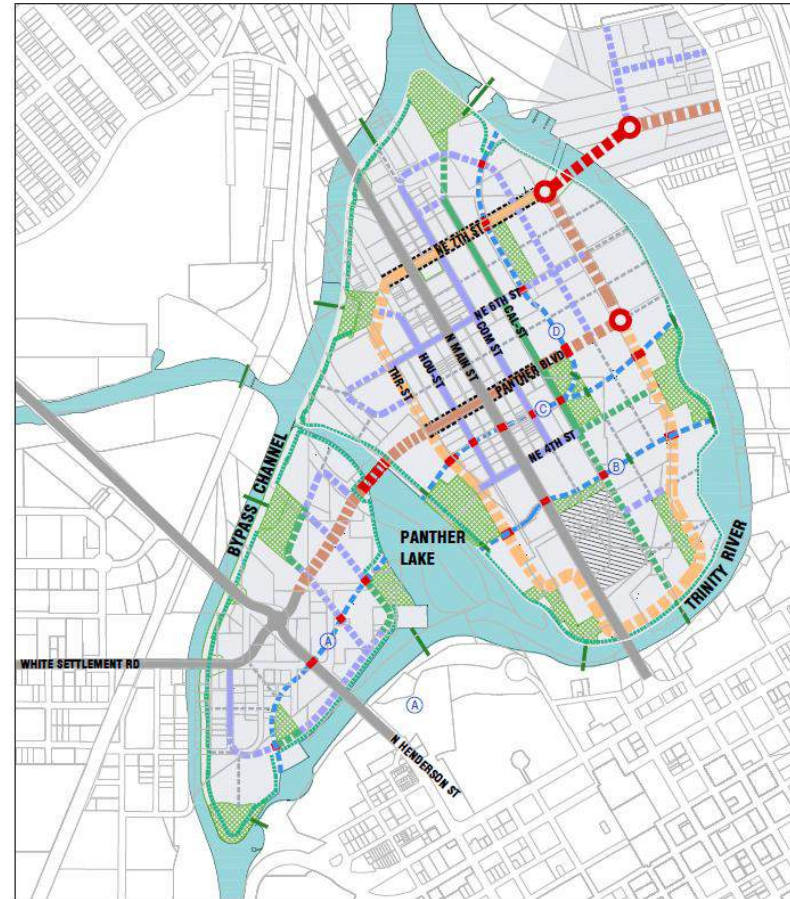 NE 7TH ST
NE 6TH ST
CAL-ST
COM ST
N MAIN ST
HOU-ST
THR-ST
D
PANTHER BLVD
C
NE 4TH ST
B
BYPASS CHANNEL
PANTHER
LAKE
TRINITY RIVER
A
WHITE SETTLEMENT RD
A
N HENDERSON ST